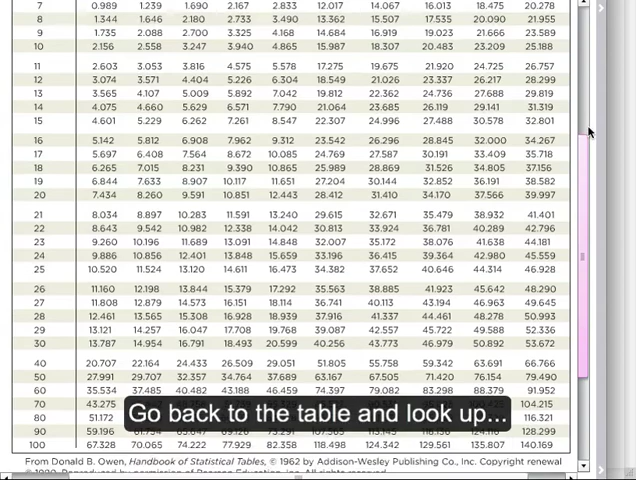 7 0.989 1.239 1.690 2.167 2.833 12.017 14.067 16.013 18.475 20.278
8 1.344 1.646 2.180 2.733 3.490 13.362 15.507 17.535 20.090 21.955
9 1.735 2.088 2.700 3.325 4.168 14.684 16.919 19.023 21.666 23.589
10 2.156 2.558 3.247 3.940 4.865 15.987 18.307 20.483 23.209 25.188
11 2.603 3.053 3.816 4.575 5.578 17.275 19.675 21.920 24.725 26.757
12 3.074 3.571 4.404 5.226 6.304 18.549 21.026 23.337 26.217 28.299
13 3.565 4.107 5.009 5.892 7.042 19.812 22.362 24.736 27.688 29.819
14 4.075 4.660 5.629 6.571 7.790 21.064 23.685 26.119 29.141 31.319
15 4.601 5.229 6.262 7.261 8.547 22.307 24.996 27.488 30.578 32.801
16 5.142 5.812 6.908 7.962 9.312 23.542 26.296 28.845 32.000 34.267
17 5.697 6.408 7.564 8.672 10.085 24.769 27.587 30.191 33.409 35.718
18 6.265 7.015 8.231 9.390 10.865 25.989 28.869 31.526 34.805 37.156
19 6.844 7.633 8.907 10.117 11.651 27.204 30.144 32.852 36.191 38.582
20 7.434 8.260 9.591 10.851 12.443 28.412 31.410 34.170 37.566 39.997
21 8.034 8.897 10.283 11.591 13.240 29.615 32.671 35.479 38.932 41.401
22 8.643 9.542 10.982 12.338 14.042 30.813 33.924 36.781 40.289 42.796
23 9.260 10.196 11.689 13.091 14.848 32.007 35.172 38.076 41.638 44.181
24 9.886 10.856 12.401 13.848 15.659 33.196 36.415 39.364 42.980 45.559
25 10.520 11.524 13.120 14.611 16.473 34.382 37.652 40.646 44.314 46.928
26 11.160 12.198 13.844 15.379 17.292 35.563 38.885 41.923 45.642 48.290
27 11.808 12.879 14.573 16.151 18.114 36.741 40.113 43.194 46.963 49.645
28 12.461 13.565 15.308 16.928 18.939 37.916 41.337 44.461 48.278 50.993
29 13.121 14.257 16.047 17.708 19.768 39.087 42.557 45.722 49.588 52.336
30 13.787 14.954 16.791 18.493 20.599 40.256 43.773 46.979 50.892 53.672
40 20.707 22.164 24.433 26.509 29.051 51.805 55.758 59.342 63.691 66.766
50 27.991 29.707 32.357 34.764 37.689 63.167 67.505 71.420 76.154 79.490
60 35.534 37.485 40.482 43.188 46.459 74.397 79.082 83.298 88.379 91.952
70 43.275 104.215
Go back to the table and look up...
80 51.172 116.321
90 59.196 128.299
100 67.328 70.065 74.222 77.929 82.358 118.498 124.342 129.561 135.807 140.169
From Donald B. Owen, Handbook of Statistical Tables, © 1962 by Addison-Wesley Publishing Co., Inc. Copyright renewal